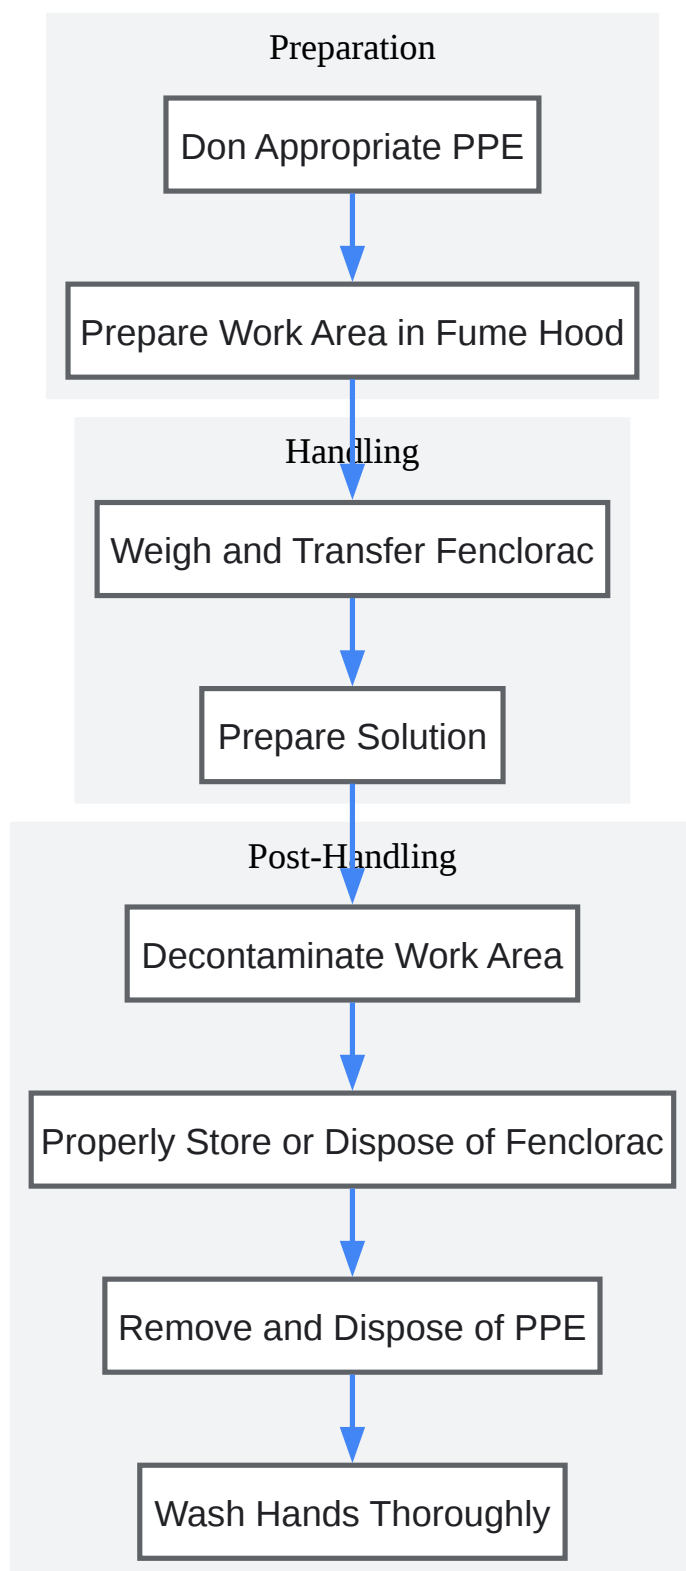 Preparation
Don Appropriate PPE
Prepare Work Area in Fume Hood
Handling
Weigh and Transfer Fenclorac
Prepare Solution
Post-Handling
Decontaminate Work Area
Properly Store or Dispose of Fenclorac
Remove and Dispose of PPE
Wash Hands Thoroughly